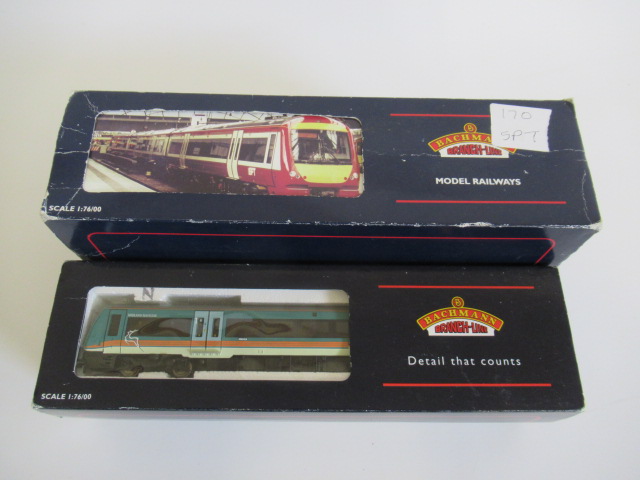 170
SP-T
BACHMANN
BRANCH-LINE
MODEL RAILWAYS
SCALE 1:76/00
N
B
BACHMANN
BRANCH-LINE
Detail that counts
SCALE 1:76/00